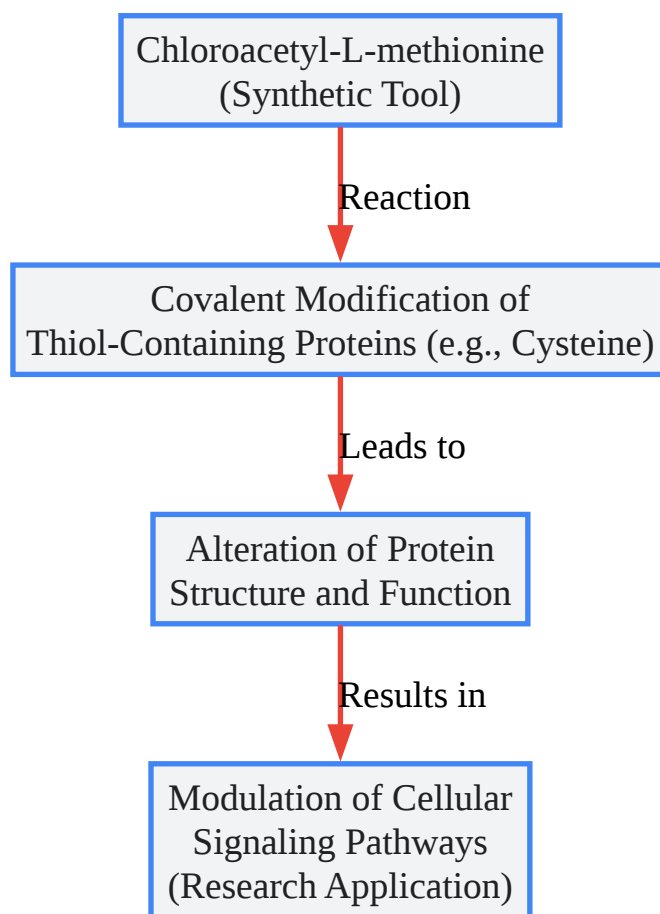 Chloroacetyl-L-methionine
(Synthetic Tool)
Reaction
Covalent Modification of
Thiol-Containing Proteins (e.g., Cysteine)
Leads to
Alteration of Protein
Structure and Function
Results in
Modulation of Cellular
Signaling Pathways
(Research Application)